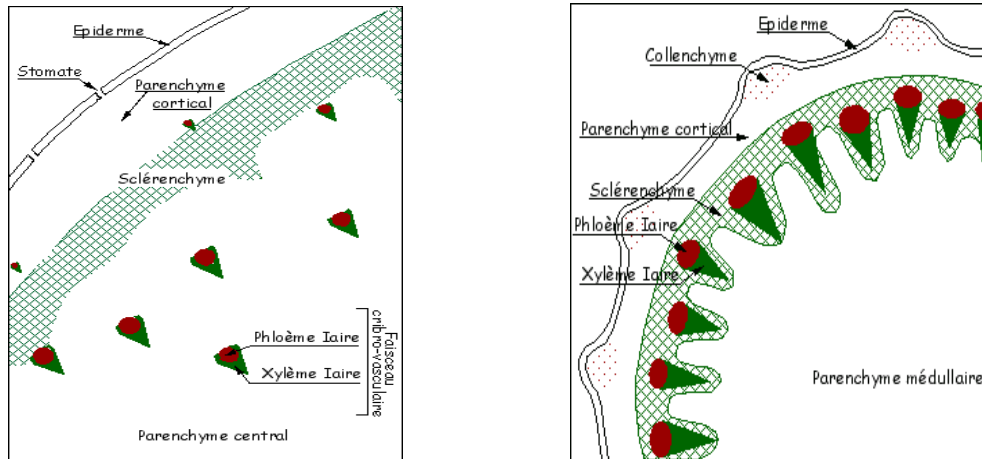 Epiderme
Stomate
Parenchyme
cortical
Sclérenchyme
Phloème Iaire
Xylème Iaire
Faisceau
cribro-vasculaire
Parenchyme central
Epiderme
Collenchyme
Parenchyme cortical
Sclérenchyme
Phloème Iaire
Xylème Iaire
Parenchyme médullaire